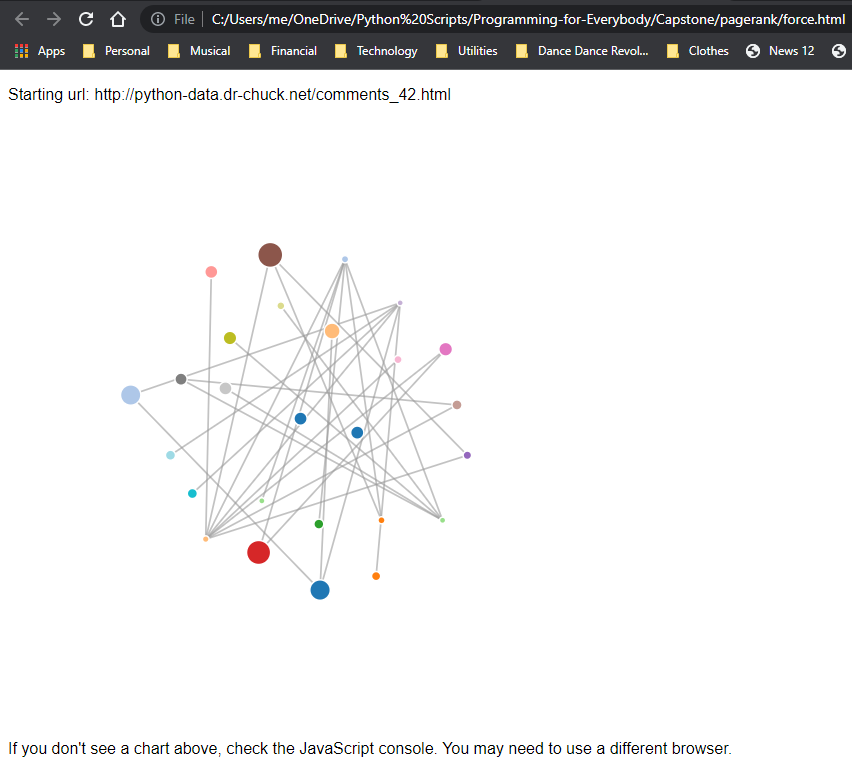 File C:/Users/me/OneDrive/Python%20Scripts/Programming-for-Everybody/Capstone/pagerank/force.html
Apps Personal Musical Financial Technology Utilities Dance Dance Revol... Clothes News 12
Starting url: http://python-data.dr-chuck.net/comments_42.html
If you don't see a chart above, check the JavaScript console. You may need to use a different browser.